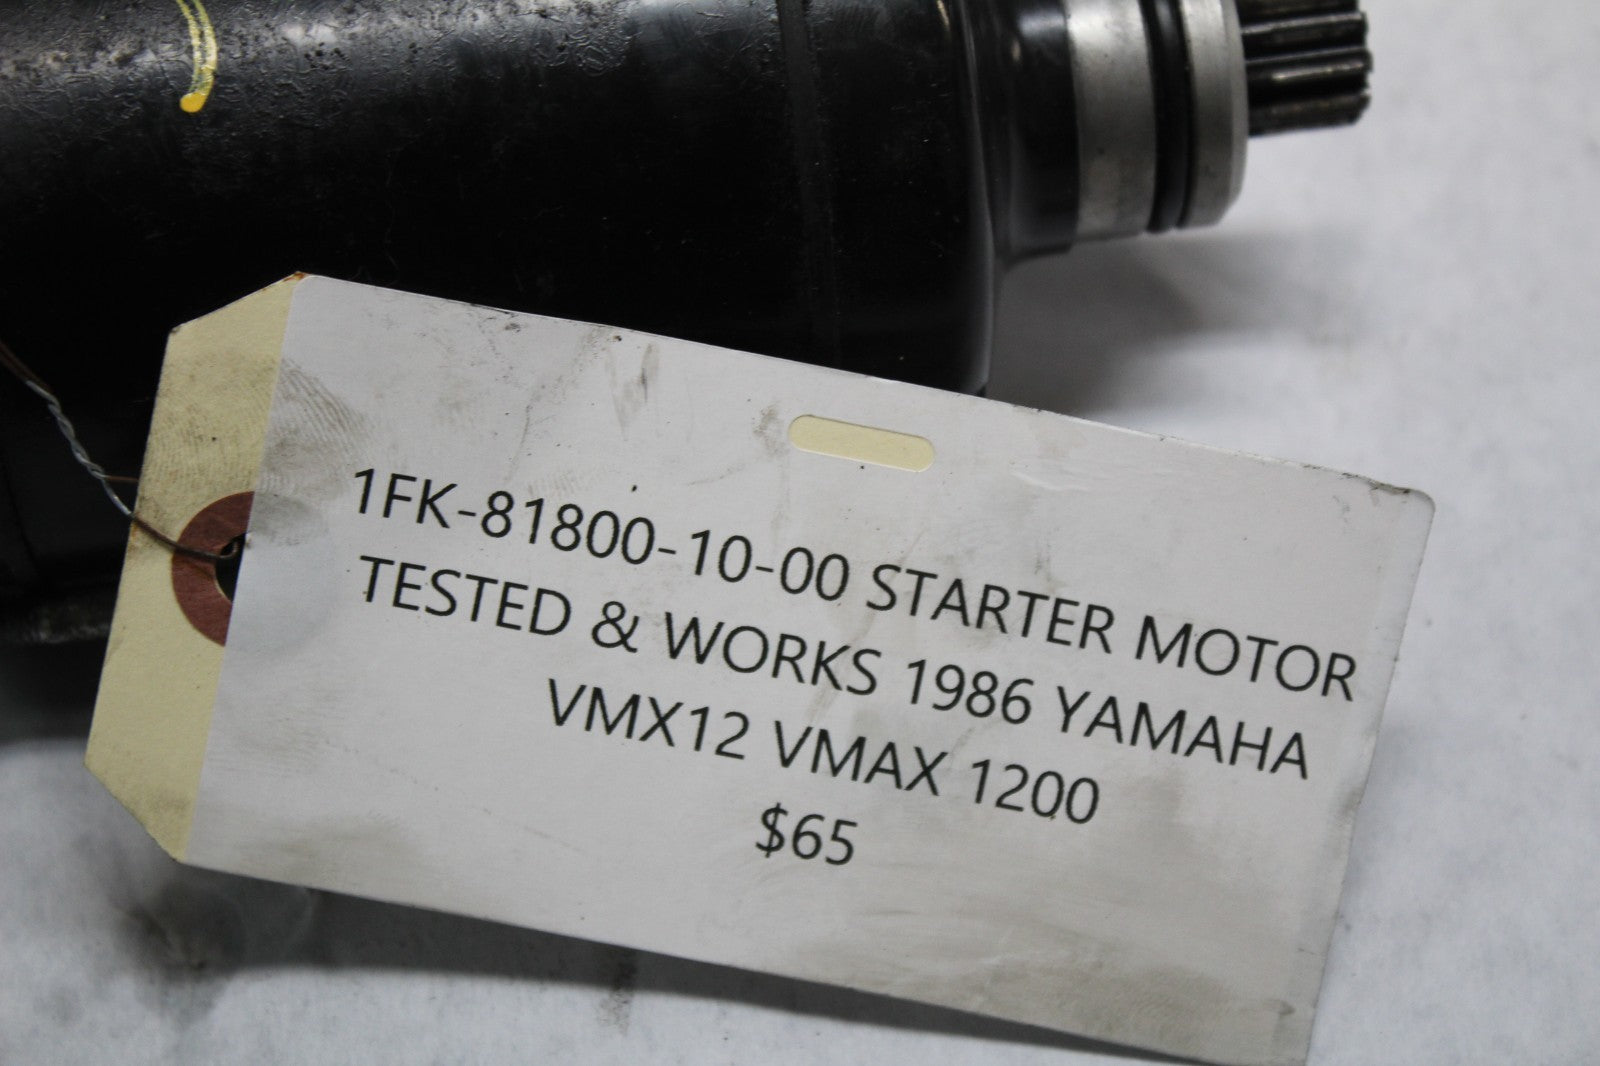 1FK-81800-10-00 STARTER MOTOR
TESTED & WORKS 1986 YAMAHA
VMX12 VMAX 1200
$65